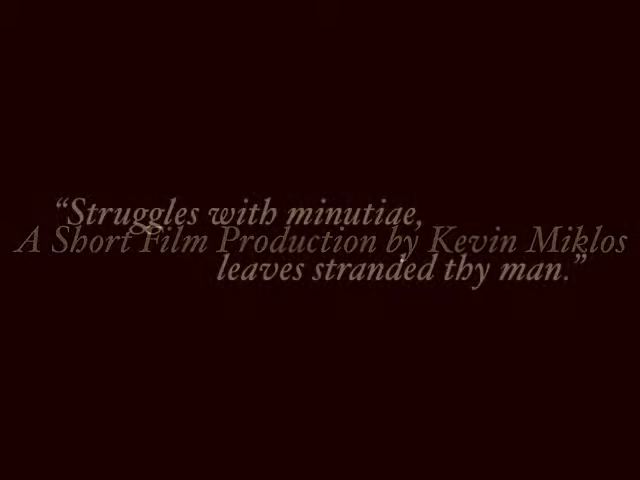 “Struggles with minutiae,
A Short Film Production by Kevin Miklos
leaves stranded thy man.”